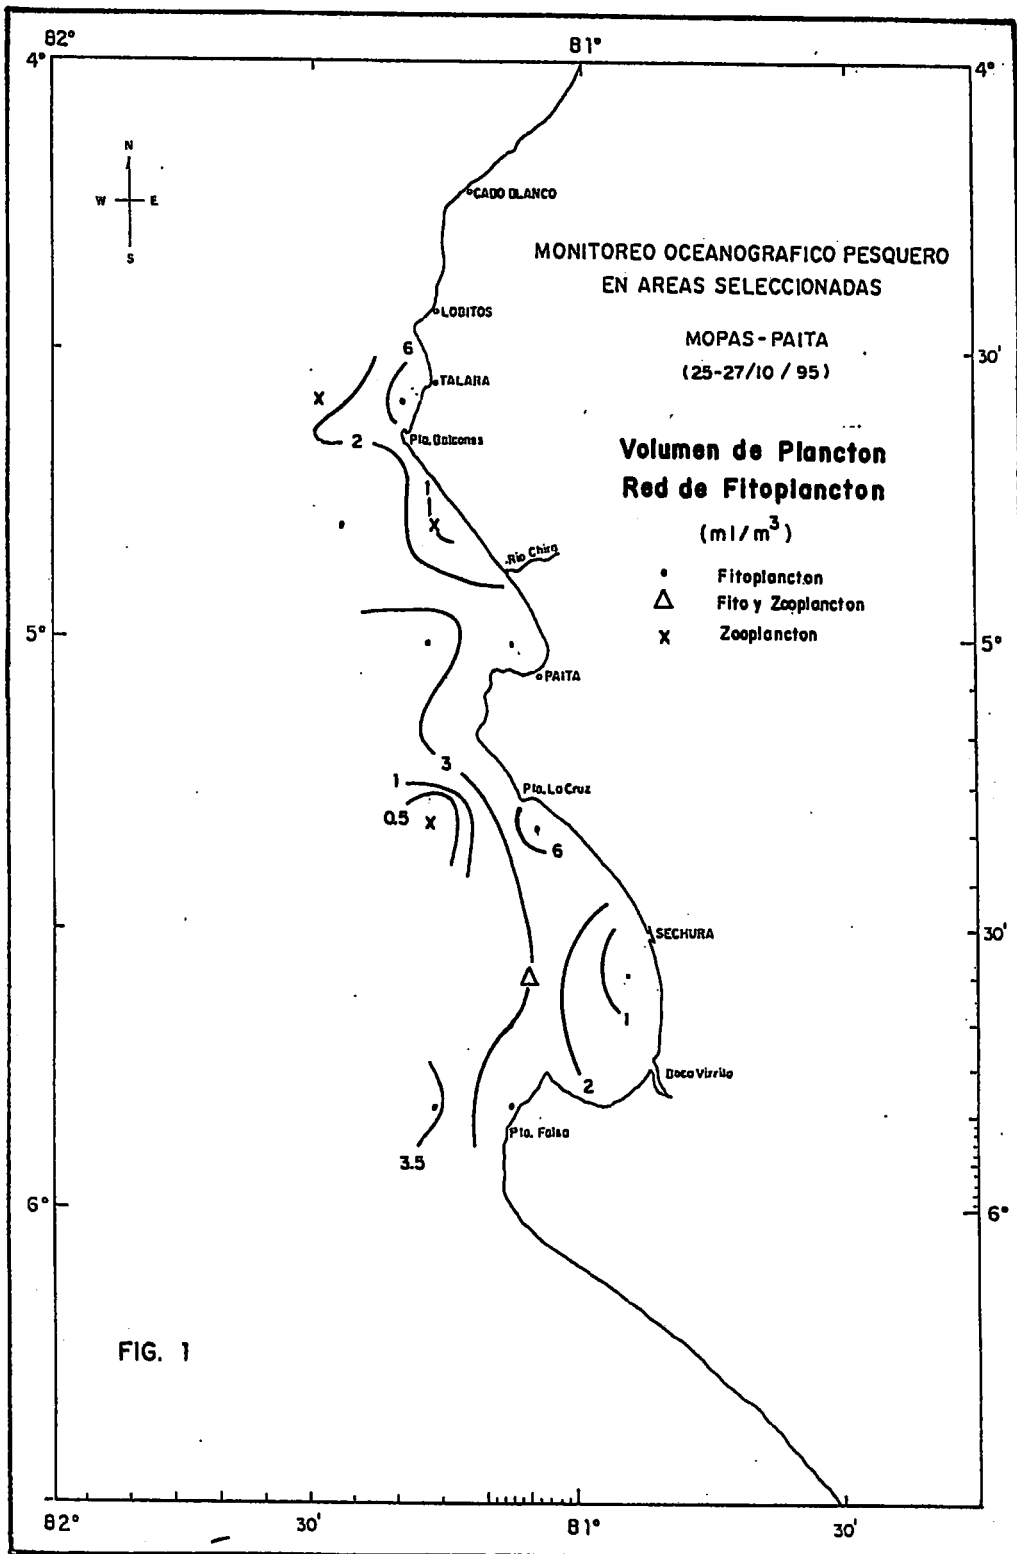 82°
81°
4°
4°
N
W E
S
CABO BLANCO
MONITOREO OCEANOGRAFICO PESQUERO
EN AREAS SELECCIONADAS
LOBITOS
MOPAS-PAITA
(25-27/10/95)
6
30'
TALARA
2
Pta. Balcones
Volumen de Plancton
Red de Fitoplancton
(ml/m³)
1
Rio Chira
Fitoplancton
Fito y Zooplancton
Zooplancton
5°
5°
PAITA
3
1
Pta. La Cruz
0.5
6
SECHURA
30'
1
2
Boca Virrila
Pta. Falsa
3.5
6°
6°
FIG. 1
82°
30'
81°
30'